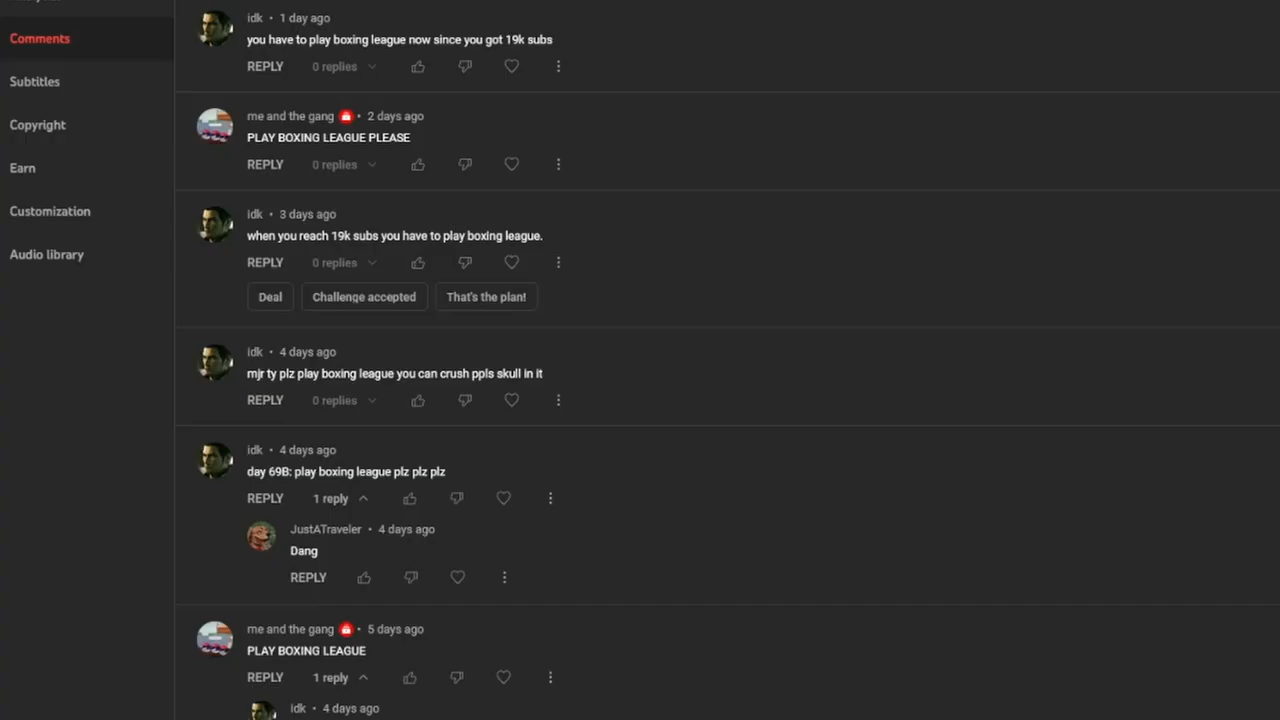 idk • 1 day ago
you have to play boxing league now since you got 19k subs
REPLY 0 replies
Comments
Subtitles
Copyright
Earn
Customization
Audio library
me and the gang • 2 days ago
PLAY BOXING LEAGUE PLEASE
REPLY 0 replies
idk • 3 days ago
when you reach 19k subs you have to play boxing league.
REPLY 0 replies
Deal Challenge accepted That's the plan!
idk • 4 days ago
mjr ty plz play boxing league you can crush ppls skull in it
REPLY 0 replies
idk • 4 days ago
day 69B: play boxing league plz plz plz
REPLY 1 reply
JustATraveler • 4 days ago
Dang
REPLY
me and the gang • 5 days ago
PLAY BOXING LEAGUE
REPLY 1 reply
idk • 4 days ago